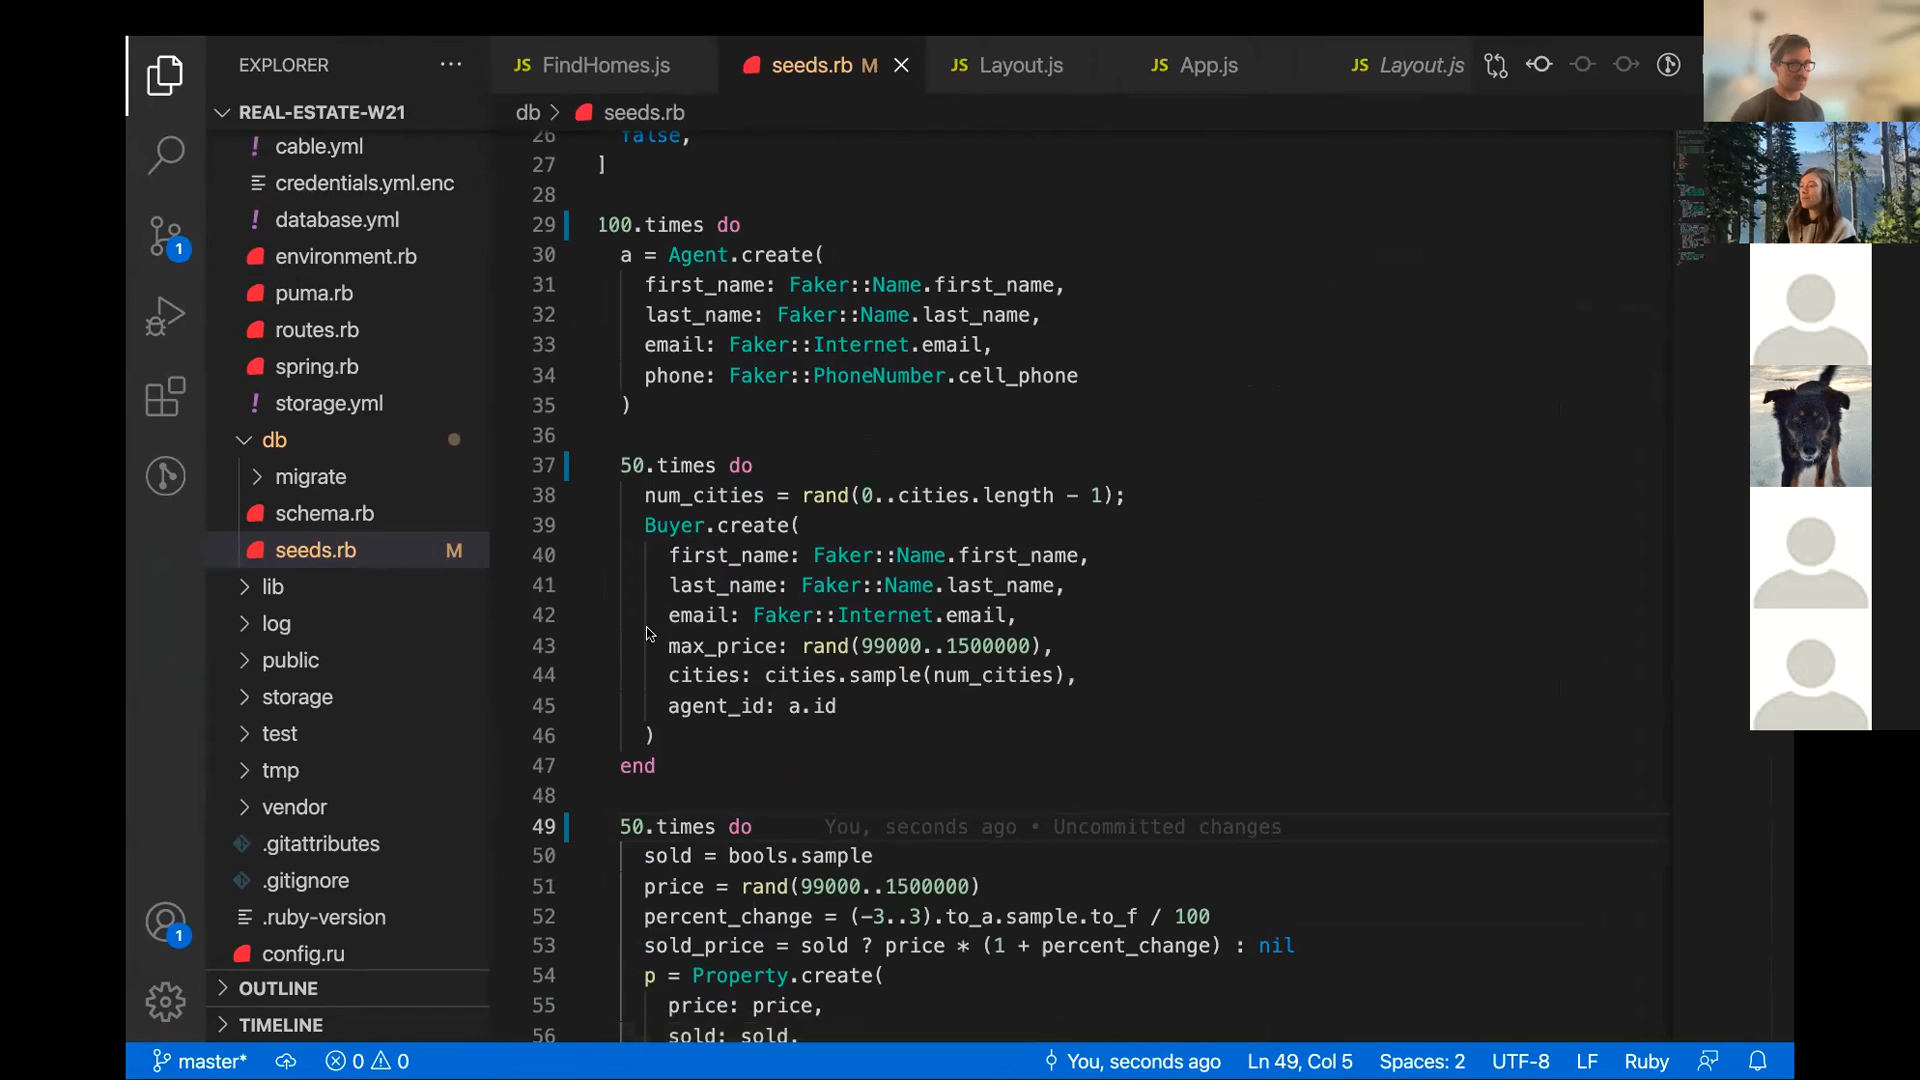 EXPLORER ...
REAL-ESTATE-W21
! cable.yml
credentials.yml.enc
! database.yml
environment.rb
puma.rb
routes.rb
spring.rb
! storage.yml
db
migrate
schema.rb
seeds.rb M
lib
log
public
storage
test
tmp
vendor
.gitattributes
.gitignore
.ruby-version
config.ru
OUTLINE
TIMELINE
1
1
JS FindHomes.js
seeds.rb M
JS Layout.js
JS App.js
JS Layout.js
db > seeds.rb
26 false,
27 ]
28
29 100.times do
30 a = Agent.create(
31 first_name: Faker::Name.first_name,
32 last_name: Faker::Name.last_name,
33 email: Faker::Internet.email,
34 phone: Faker::PhoneNumber.cell_phone
35 )
36
37 50.times do
38 num_cities = rand(0..cities.length - 1);
39 Buyer.create(
40 first_name: Faker::Name.first_name,
41 last_name: Faker::Name.last_name,
42 email: Faker::Internet.email,
43 max_price: rand(99000..1500000),
44 cities: cities.sample(num_cities),
45 agent_id: a.id
46 )
47 end
48
49 50.times do You, seconds ago • Uncommitted changes
50 sold = bools.sample
51 price = rand(99000..1500000)
52 percent_change = (-3..3).to_a.sample.to_f / 100
53 sold_price = sold ? price * (1 + percent_change) : nil
54 p = Property.create(
55 price: price,
56 sold: sold,
master* 0 0 You, seconds ago Ln 49, Col 5 Spaces: 2 UTF-8 LF Ruby